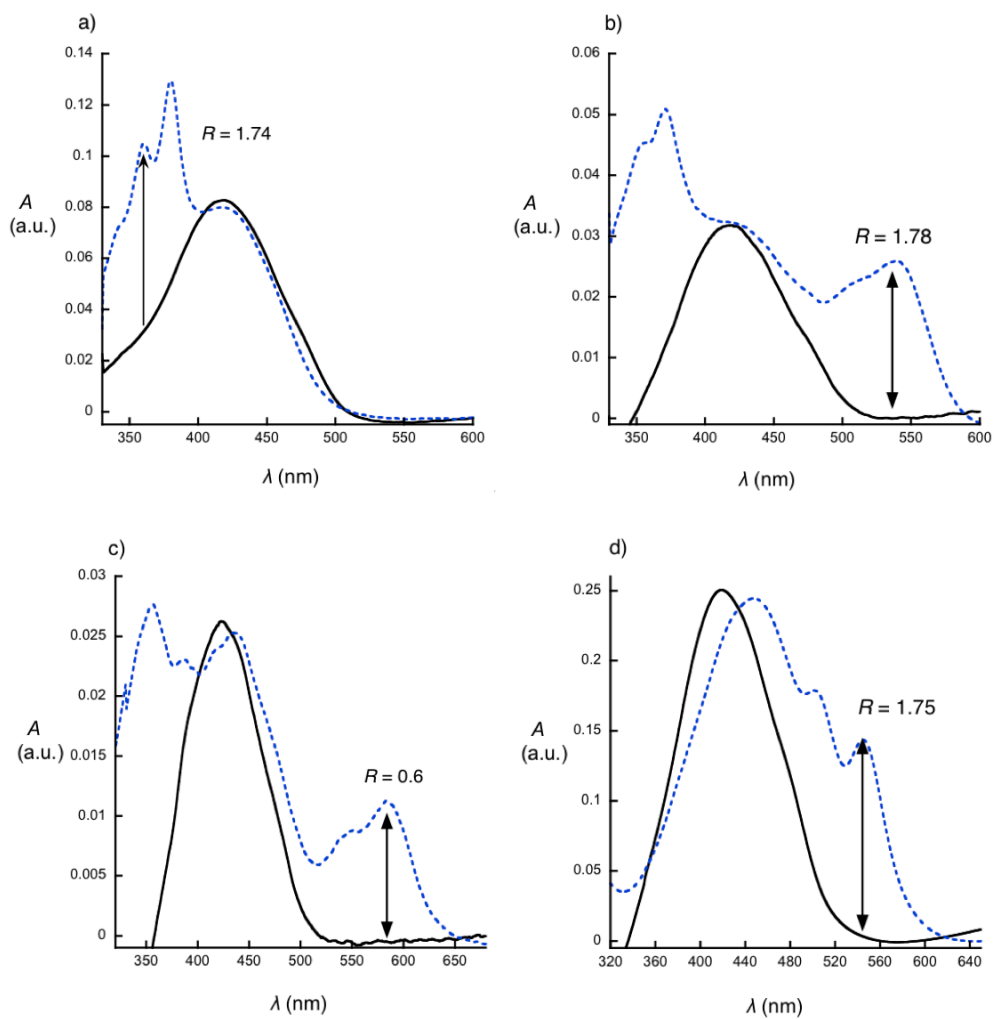 a)
0.14
0.12
0.1
0.08
0.06
0.04
0.02
0
A
(a.u.)
R = 1.74
350 400 450 500 550 600
λ (nm)
b)
0.06
0.05
0.04
0.03
0.02
0.01
0
A
(a.u.)
R = 1.78
350 400 450 500 550 600
λ (nm)
c)
0.03
0.025
0.02
0.015
0.01
0.005
0
A
(a.u.)
R = 0.6
350 400 450 500 550 600 650
λ (nm)
d)
0.25
0.2
0.15
0.1
0.05
0
A
(a.u.)
R = 1.75
320 360 400 440 480 520 560 600 640
λ (nm)